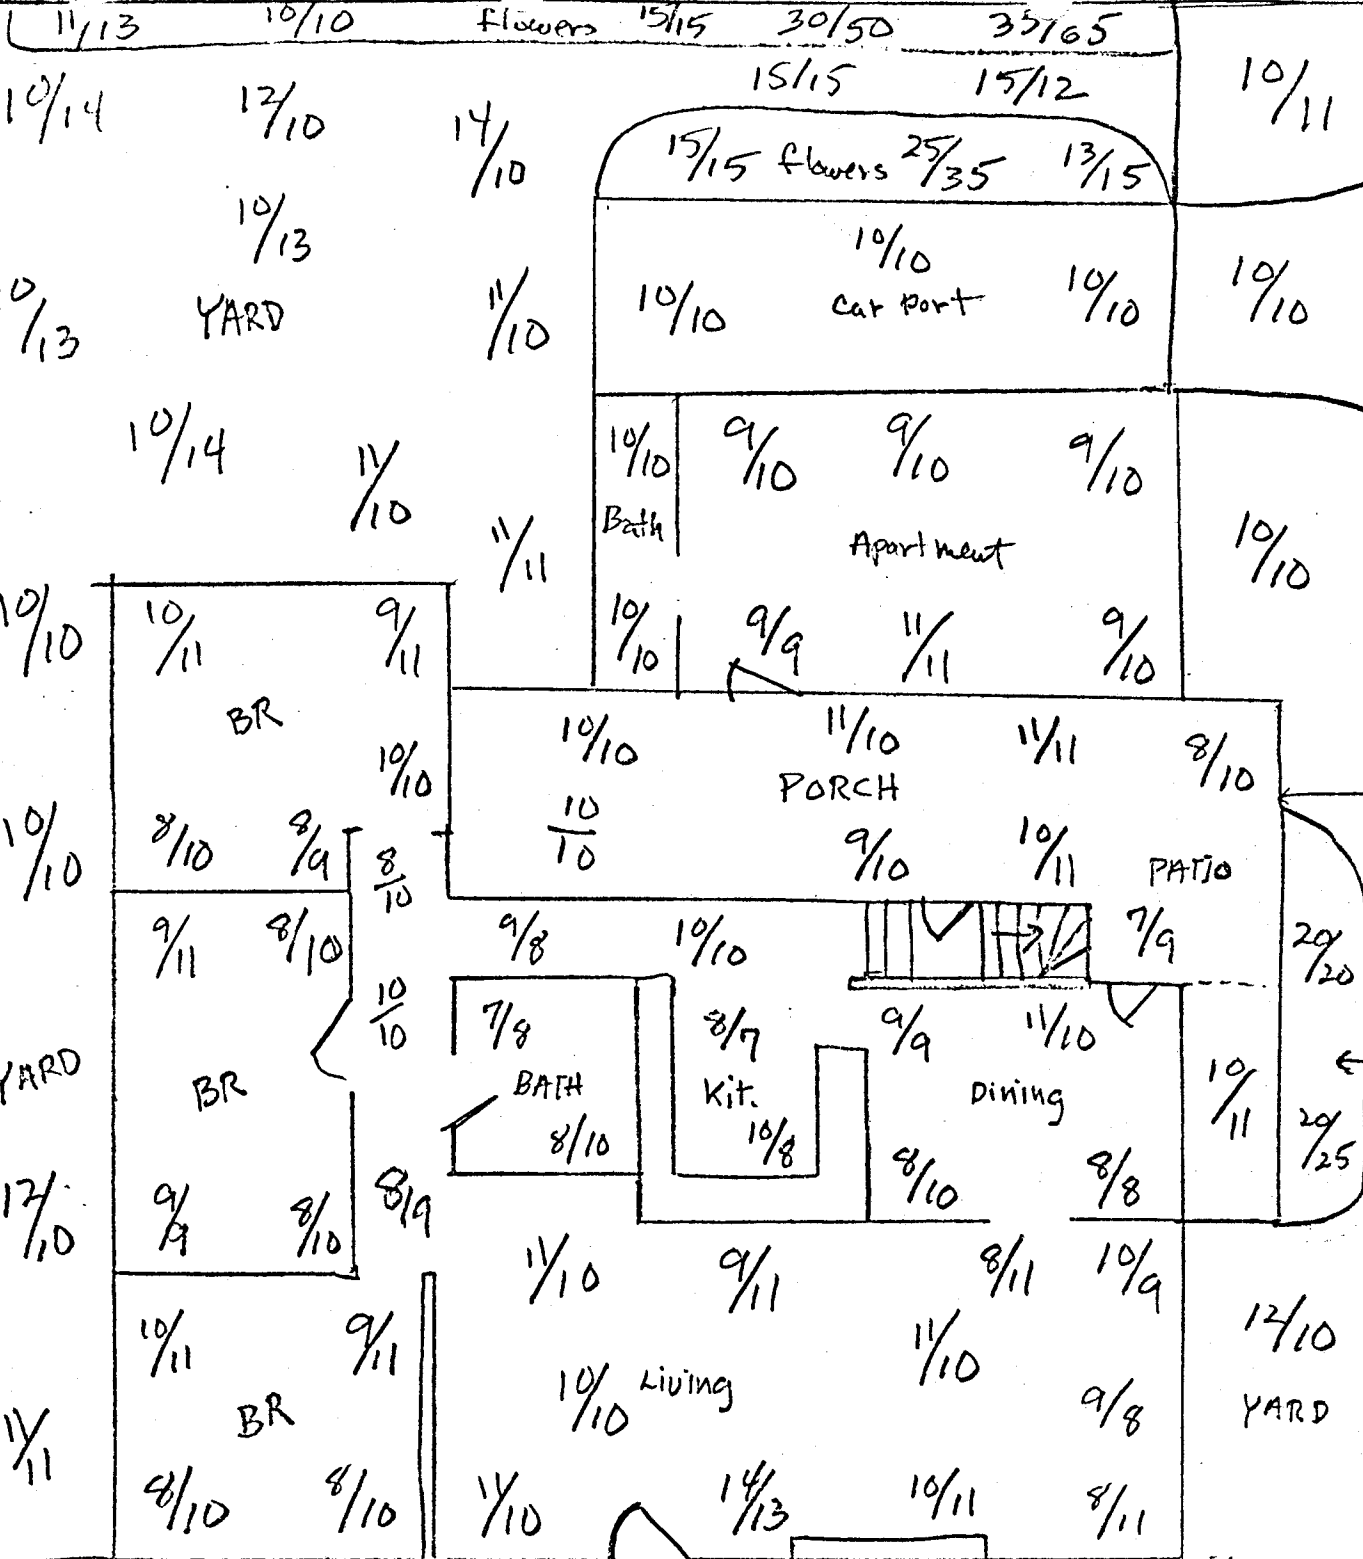 11/13 10/10 flowers 15/15 30/50 35/65
15/15 15/12
10/14 12/10 14/10 10/11
15/15 flowers 25/35 13/15
10/13
10/10
10/10 Car Port 10/10 10/10
0/13 YARD 11/10
10/14 11/10
10/10 9/10 9/10 9/10
11/11 Bath Apartment 10/10
10/10 10/11 9/11 10/10 9/9 11/11 9/10
BR
10/10 10/10 11/10 11/11 8/10
PORCH
10/10 8/10 8/9 8/10 10/10 9/10 10/11 PATIO
9/11 8/10 9/8 10/10 7/9 20/20
10/10 7/8 8/7 9/9 11/10
YARD BR BATH Kit. Dining 10/11
8/10 10/8 20/25
12/10 9/9 8/10 8/9 8/10 8/8
11/10 9/11 8/11 10/9
10/11 9/11 11/10 12/10
10/10 Living
BR 9/8 YARD
11/11
8/10 8/10 11/10 14/13 10/11 8/11